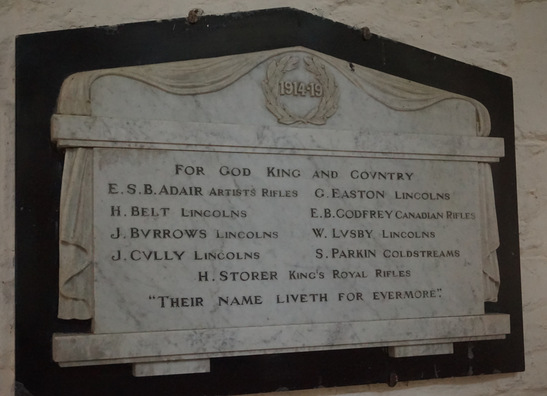 1914-19
FOR GOD KING AND COVNTRY
E.S.B. ADAIR ARTISTS RIFLES G. EASTON LINCOLNS
H. BELT LINCOLNS E.B. GODFREY CANADIAN RIFLES
J. BVRROWS LINCOLNS W. LVSBY LINCOLNS
J. CVLLY LINCOLNS S. PARKIN COLDSTREAMS
H. STORER KING'S ROYAL RIFLES
"THEIR NAME LIVETH FOR EVERMORE".